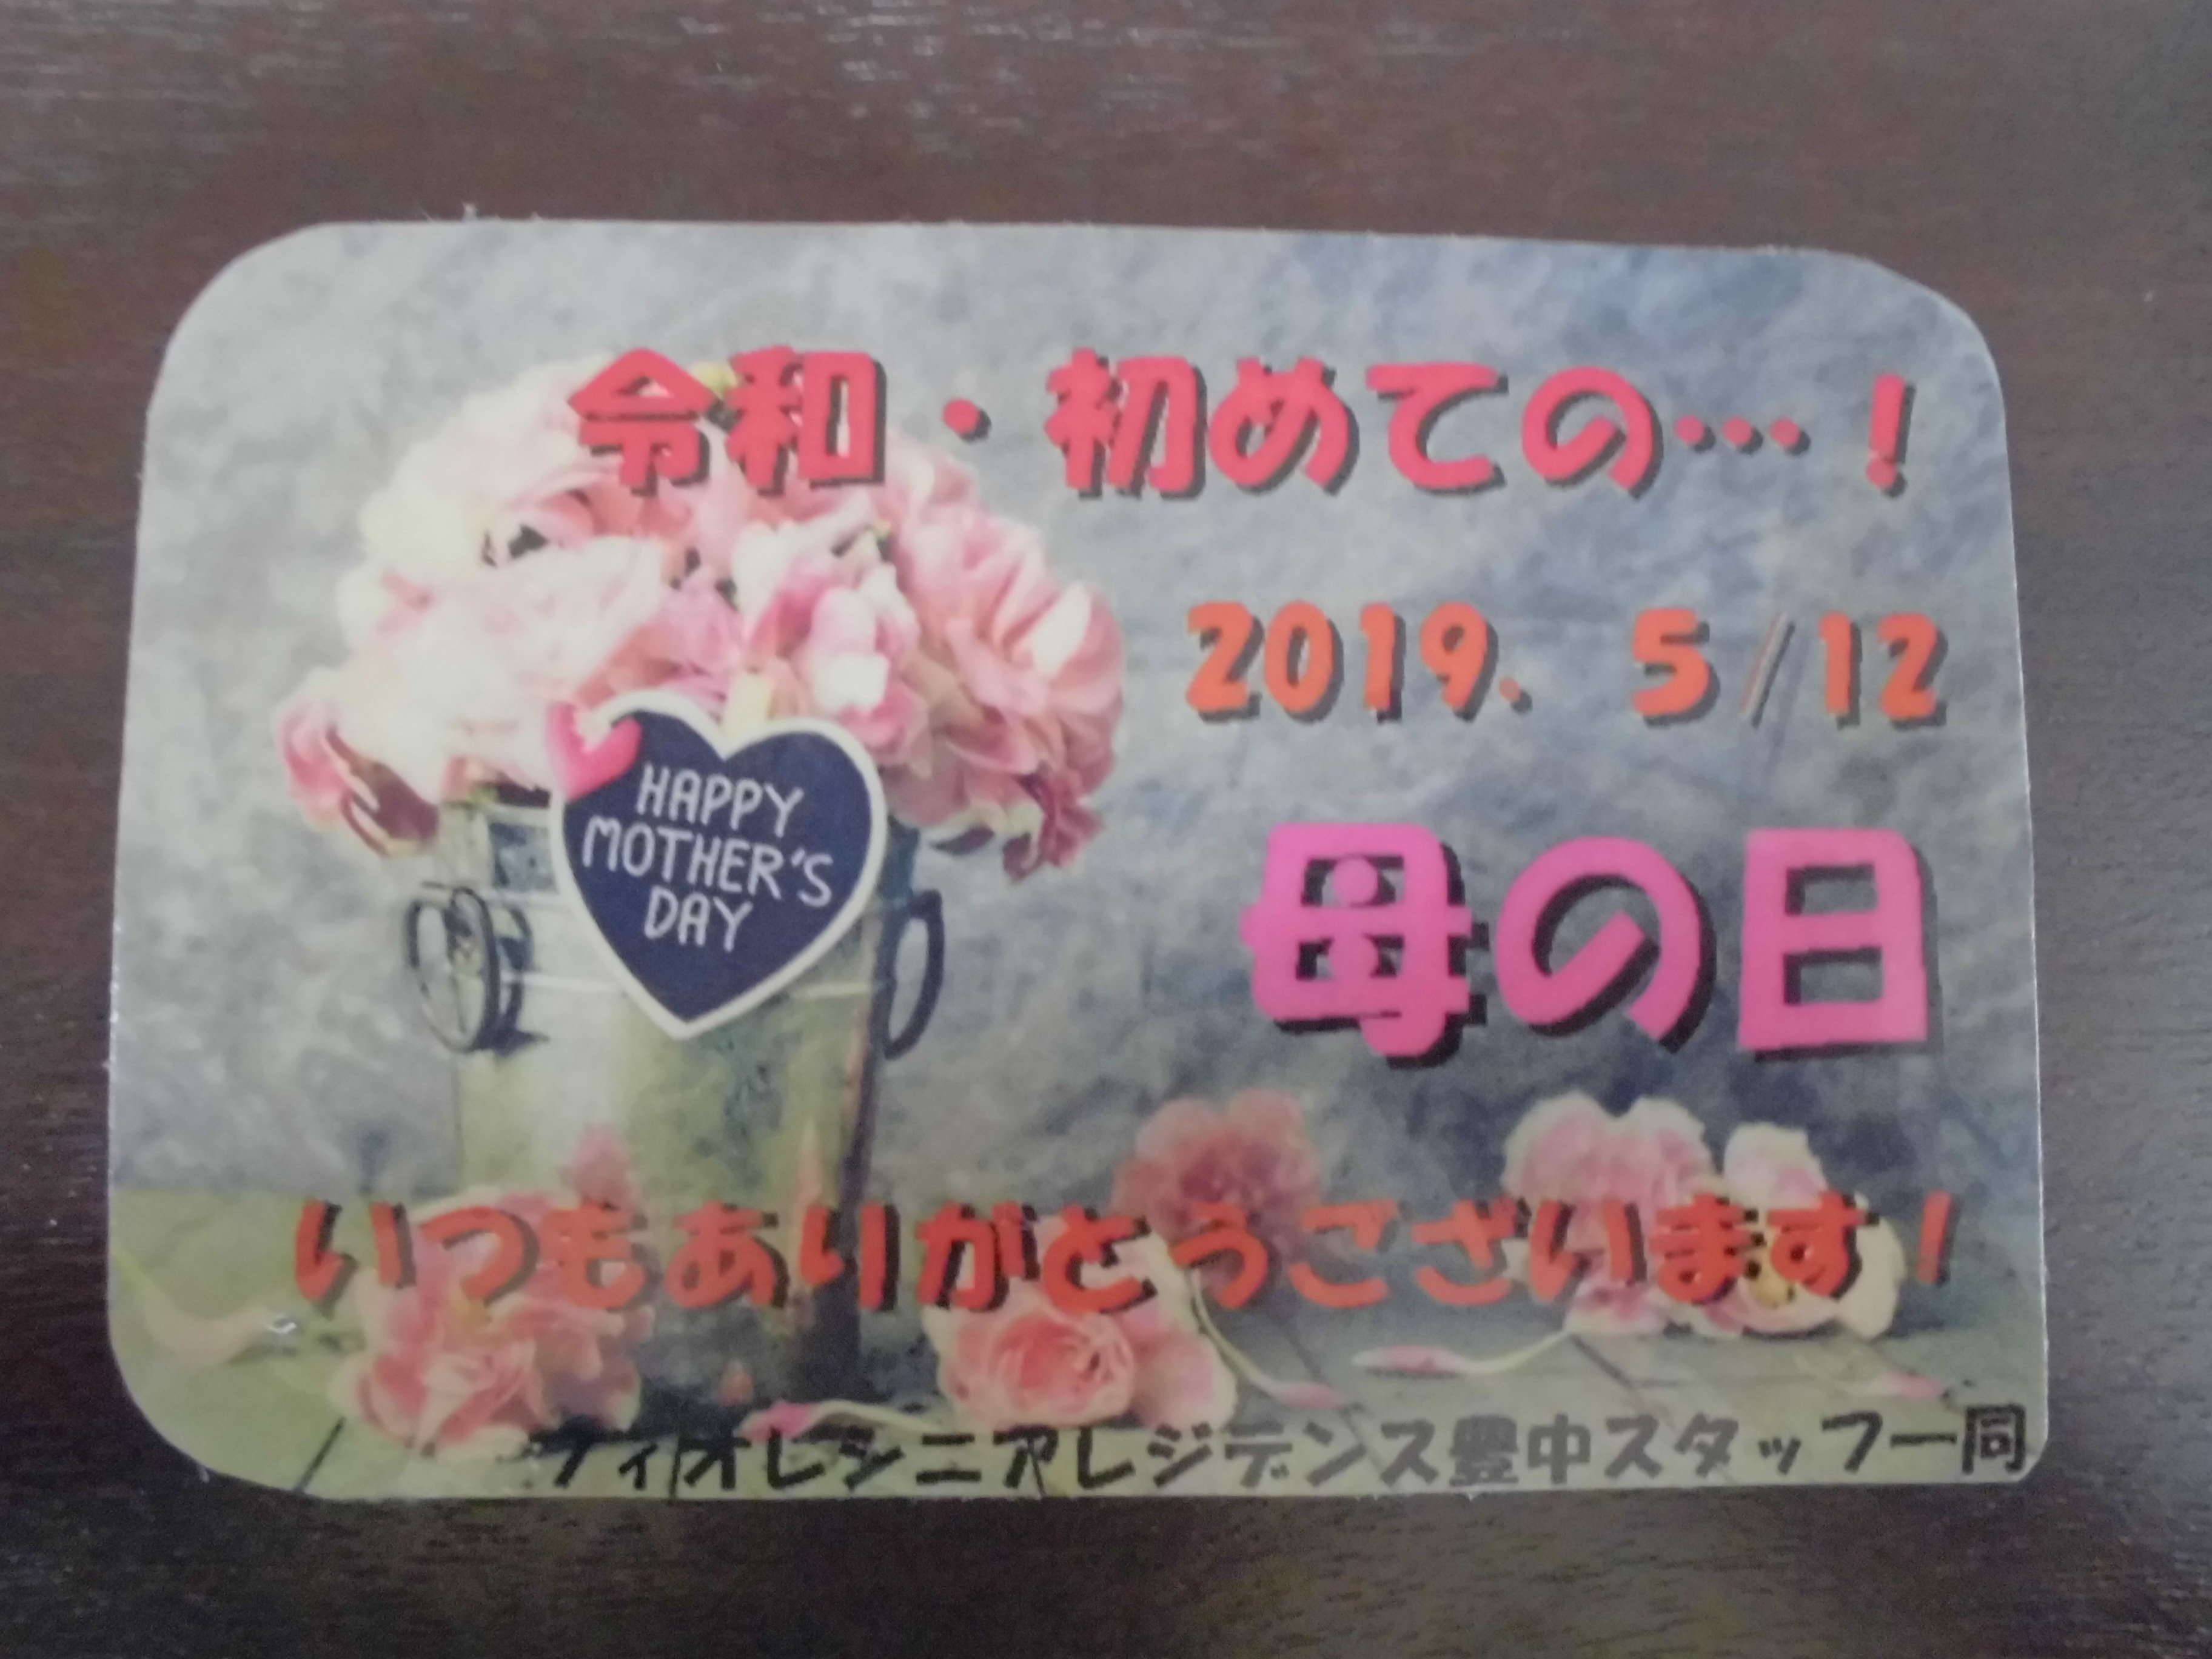 令和・初めての…！
2019. 5/12
HAPPY
MOTHER'S
DAY
母の日
いつもありがとうございます！
フィオレシニアレジデンス豊中スタッフ一同